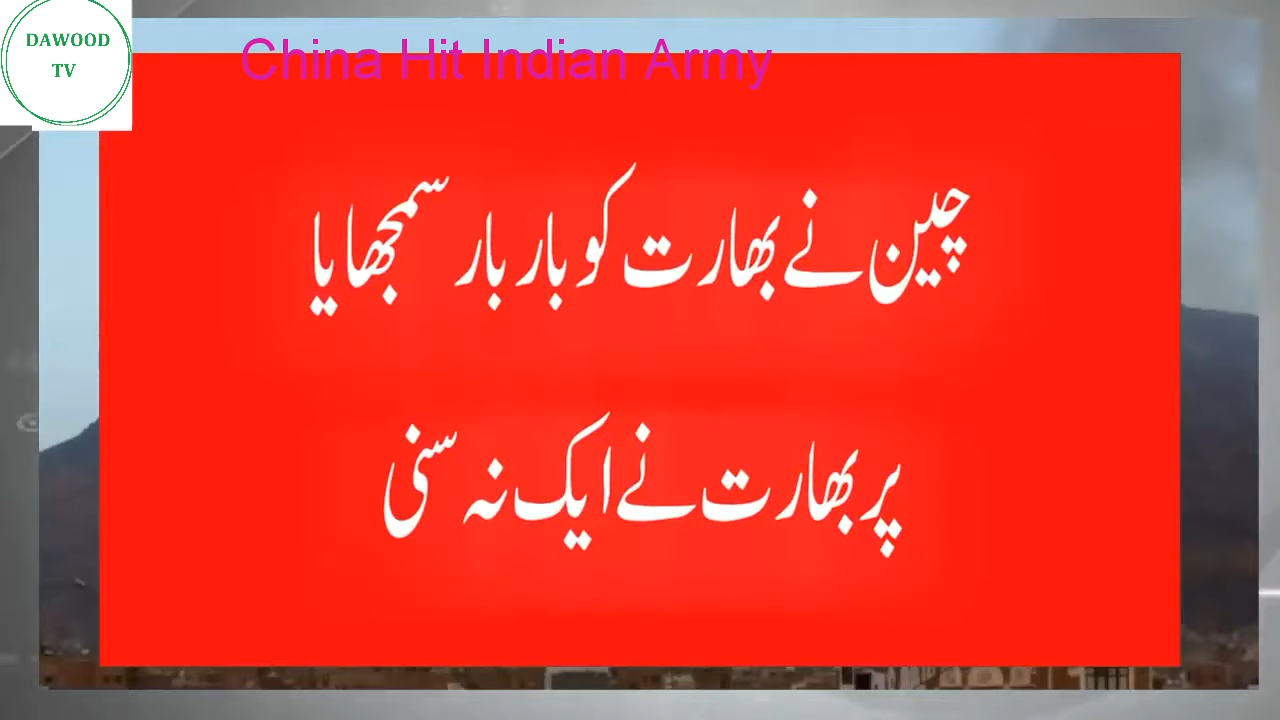 DAWOOD
TV
China Hit Indian Army
چین نے بھارت کو بار بار سمجھایا
پر بھارت نے ایک نہ سنی